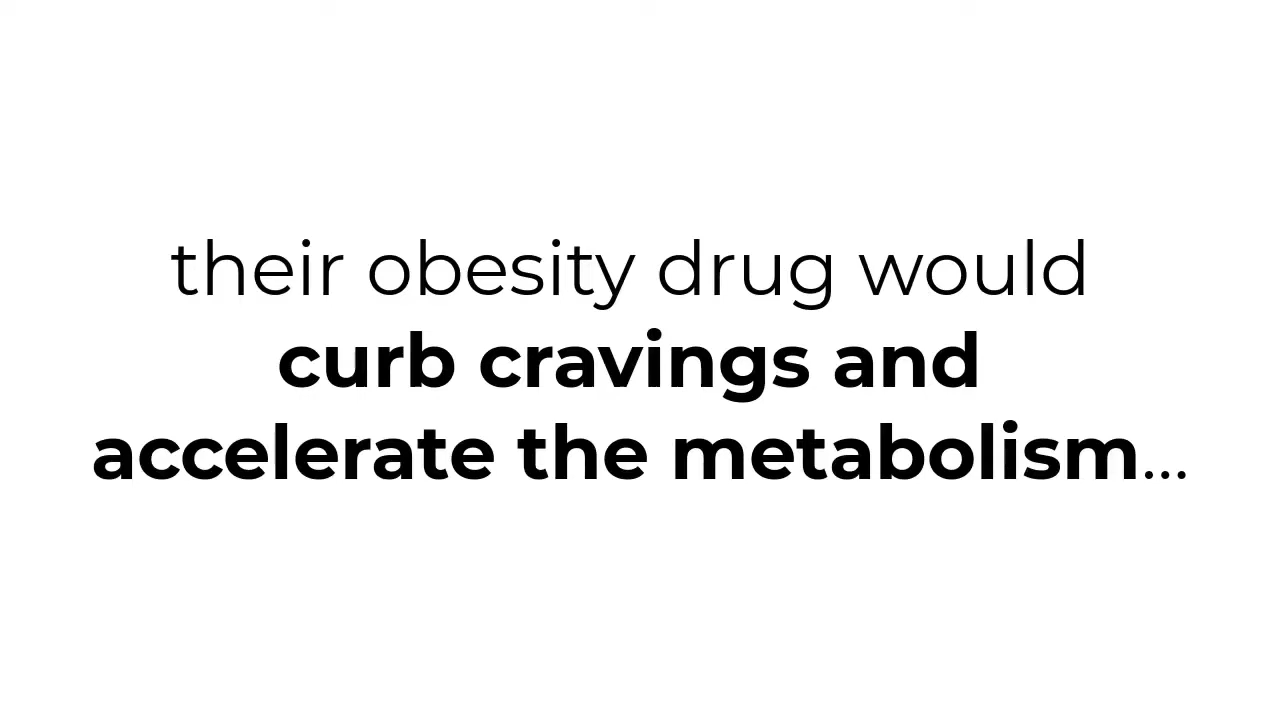 their obesity drug would
curb cravings and
accelerate the metabolism...